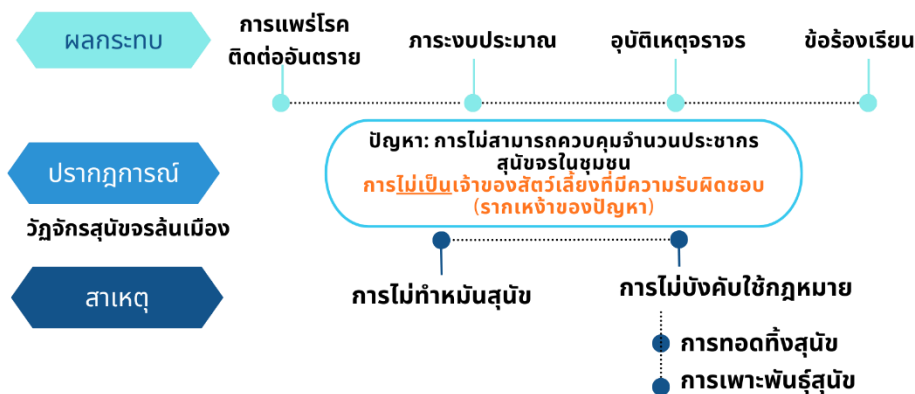 ผลกระทบ
การแพร่โรค
ติดต่ออันตราย
ภาระงบประมาณ
อุบัติเหตุจราจร
ข้อร้องเรียน
ปรากฎการณ์
วัฏจักรสุนัขจรล้นเมือง
ปัญหา: การไม่สามารถควบคุมจำนวนประชากร
สุนัขจรในชุมชน
การไม่เป็นเจ้าของสัตว์เลี้ยงที่มีความรับผิดชอบ
(รากเหง้าของปัญหา)
สาเหตุ
การไม่ทำหมันสุนัข
การไม่บังคับใช้กฎหมาย
การทอดทิ้งสุนัข
การเพาะพันธุ์สุนัข